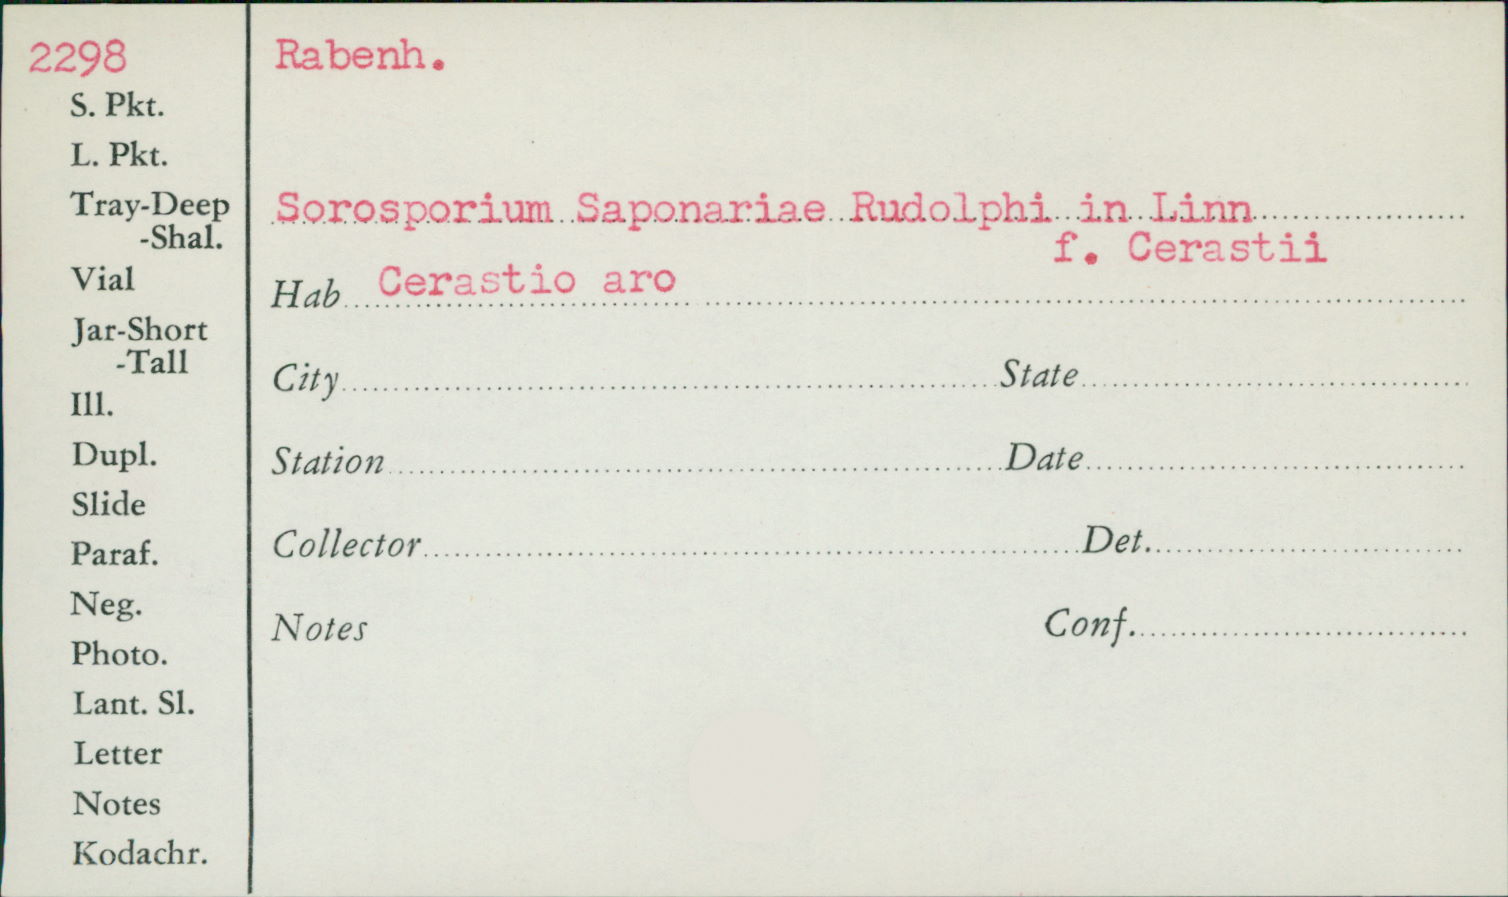 2298
S. Pkt.
L. Pkt.
Tray-Deep
-Shal.
Vial
Jar-Short
-Tall
Ill.
Dupl.
Slide
Paraf.
Neg.
Photo.
Lant. Sl.
Letter
Notes
Kodachr.
Rabenh.
Sorosporium Saponariae Rudolphi in Linn
f. Cerastii
Hab Cerastio aro
City State
Station Date
Collector Det.
Notes Conf.